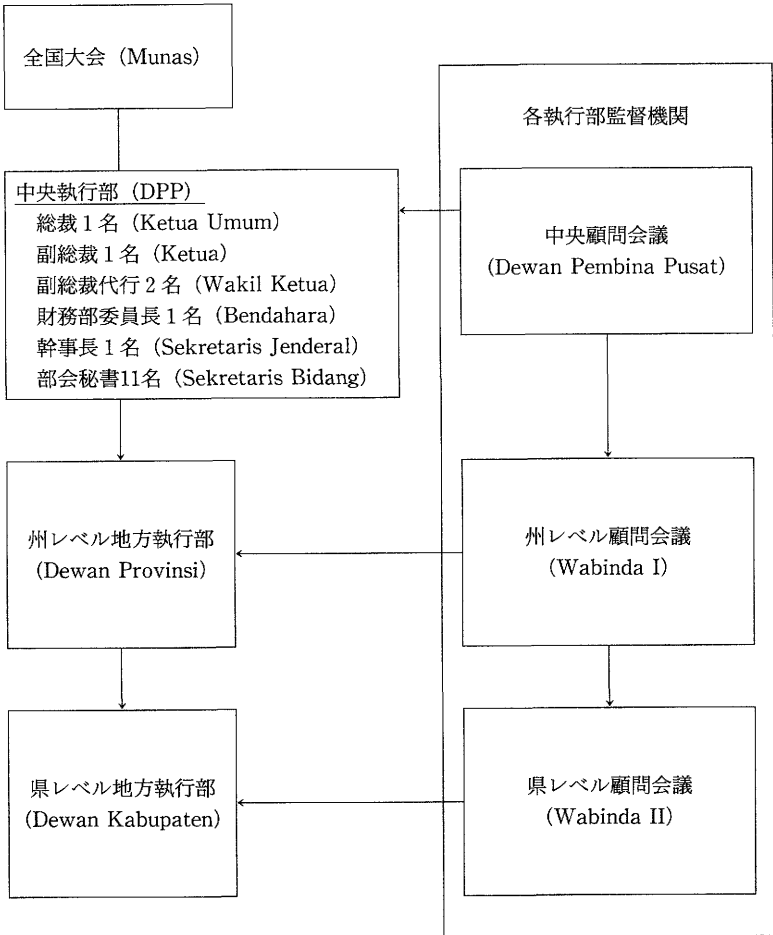 全国大会 (Munas)
各執行部監督機関
中央執行部 (DPP)
総裁1名 (Ketua Umum)
副総裁1名 (Ketua)
副総裁代行2名 (Wakil Ketua)
財務部委員長1名 (Bendahara)
幹事長1名 (Sekretaris Jenderal)
部会秘書11名 (Sekretaris Bidang)
中央顧問会議
(Dewan Pembina Pusat)
州レベル地方執行部
(Dewan Provinsi)
州レベル顧問会議
(Wabinda I)
県レベル地方執行部
(Dewan Kabupaten)
県レベル顧問会議
(Wabinda II)